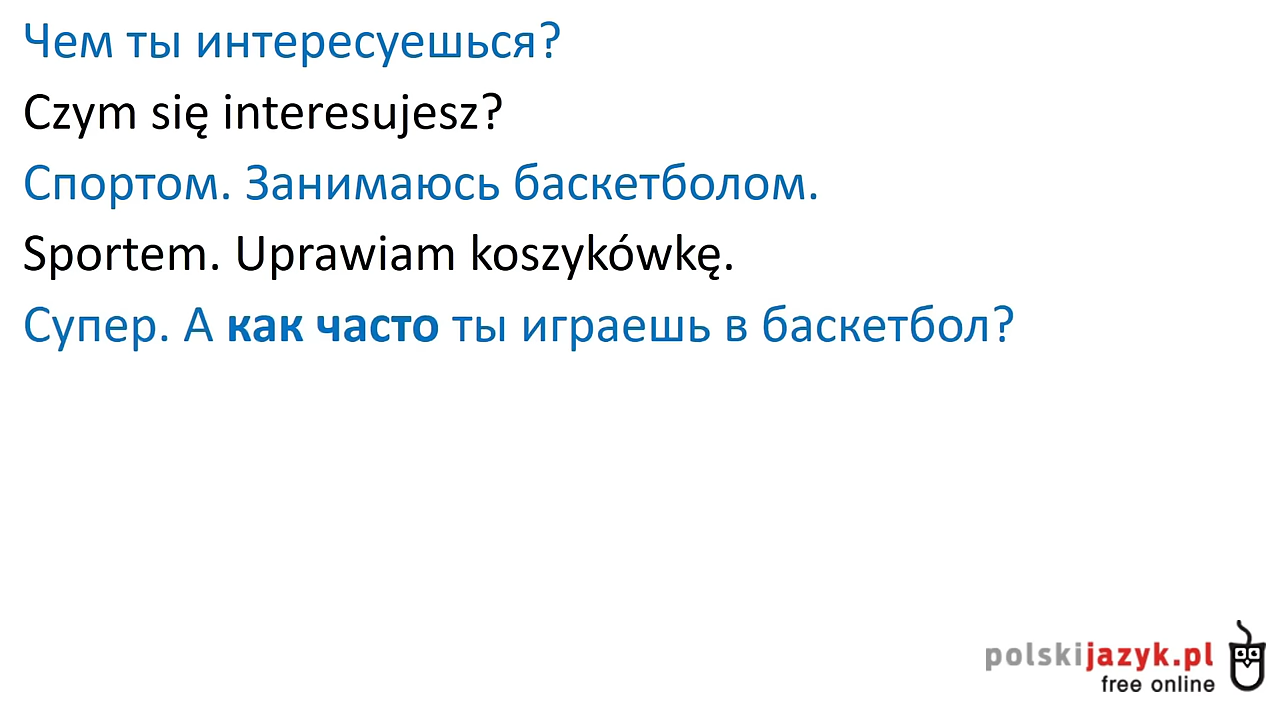 Чем ты интересуешься?
Czym się interesujesz?
Спортом. Занимаюсь баскетболом.
Sportem. Uprawiam koszykówkę.
Супер. А как часто ты играешь в баскетбол?
polskijazyk.pl
free online